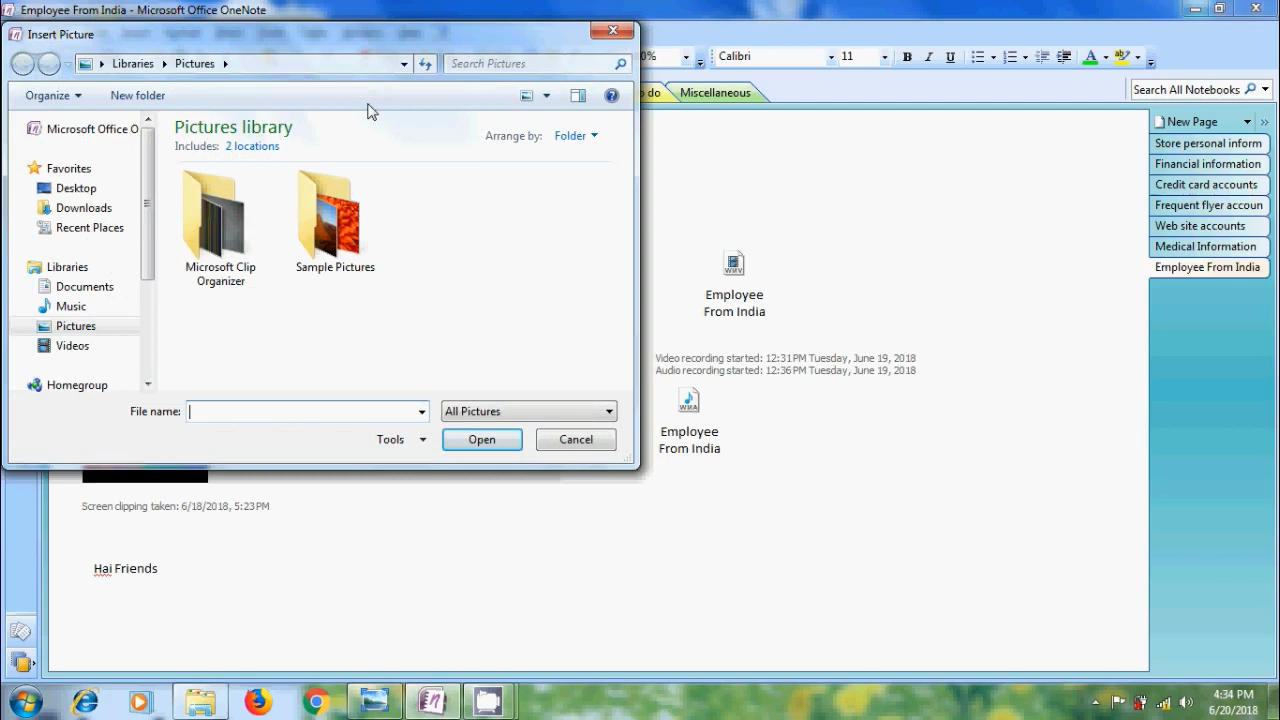 Employee From India - Microsoft Office OneNote
Insert Picture
Libraries
Pictures
Search Pictures
0%
Calibri
11
B
I
U
Organize
New folder
o do
Miscellaneous
Search All Notebooks
Microsoft Office O
Pictures library
Includes: 2 locations
Arrange by: Folder
New Page
Store personal inform
Financial information
Credit card accounts
Frequent flyer accoun
Web site accounts
Medical Information
Employee From India
Favorites
Desktop
Downloads
Recent Places
Libraries
Documents
Music
Pictures
Videos
Homegroup
Microsoft Clip
Organizer
Sample Pictures
WMV
Employee
From India
Video recording started: 12:31 PM Tuesday, June 19, 2018
Audio recording started: 12:36 PM Tuesday, June 19, 2018
WMA
Employee
From India
File name:
All Pictures
Tools
Open
Cancel
Screen clipping taken: 6/18/2018, 5:23 PM
Hai Friends
4:34 PM
6/20/2018